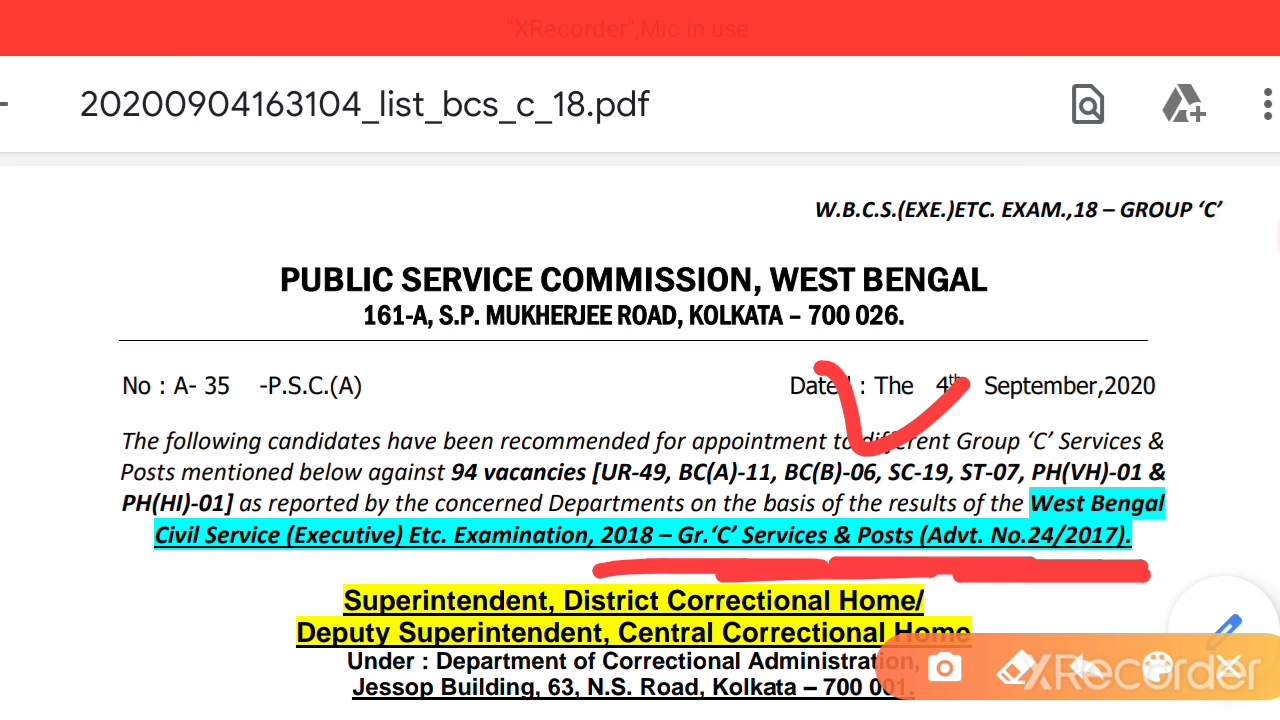 "XRecorder",Mic in use
20200904163104_list_bcs_c_18.pdf
W.B.C.S.(EXE.)ETC. EXAM.,18 – GROUP ‘C’
PUBLIC SERVICE COMMISSION, WEST BENGAL
161-A, S.P. MUKHERJEE ROAD, KOLKATA – 700 026.
No : A- 35 -P.S.C.(A) Dated : The 4th September,2020
The following candidates have been recommended for appointment to different Group ‘C’ Services &
Posts mentioned below against 94 vacancies [UR-49, BC(A)-11, BC(B)-06, SC-19, ST-07, PH(VH)-01 &
PH(HI)-01] as reported by the concerned Departments on the basis of the results of the West Bengal
Civil Service (Executive) Etc. Examination, 2018 – Gr.‘C’ Services & Posts (Advt. No.24/2017).
Superintendent, District Correctional Home/
Deputy Superintendent, Central Correctional Home
Under : Department of Correctional Administration,
Jessop Building, 63, N.S. Road, Kolkata – 700 001.
XRecorder